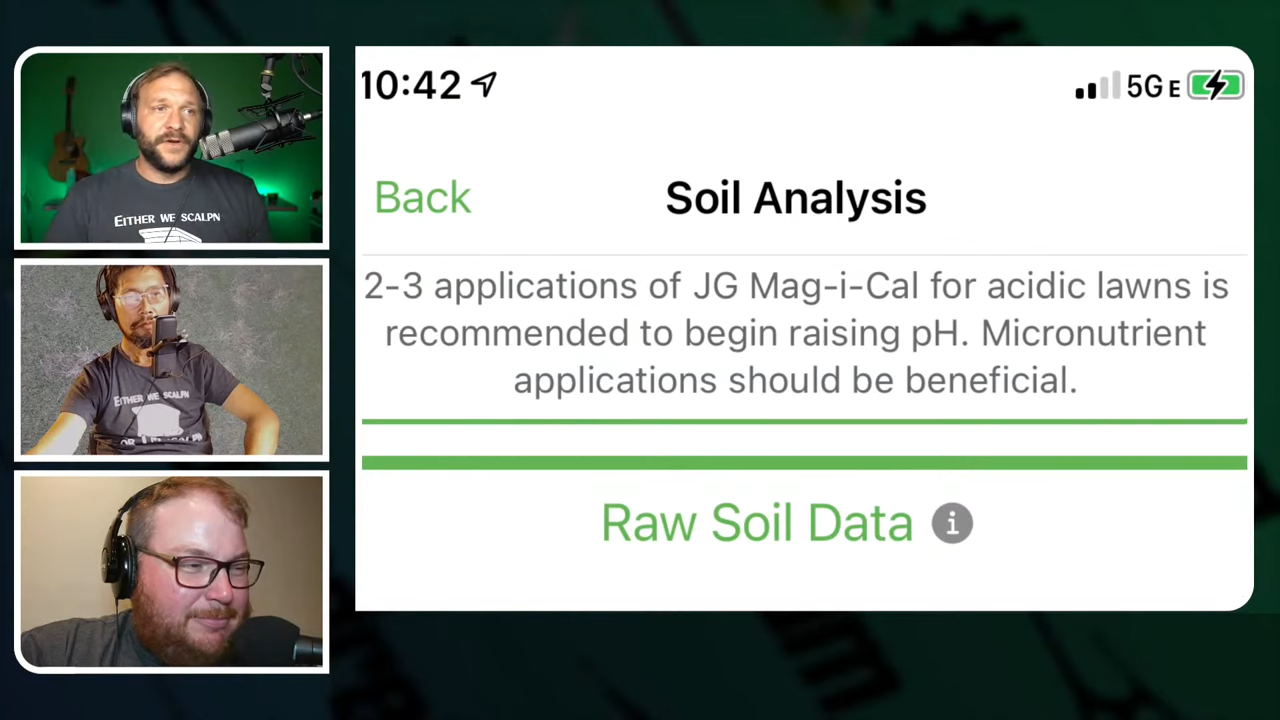 EITHER WE SCALPN
EITHER WE SCALPN
10:42
5G E
Back
Soil Analysis
2-3 applications of JG Mag-i-Cal for acidic lawns is
recommended to begin raising pH. Micronutrient
applications should be beneficial.
Raw Soil Data